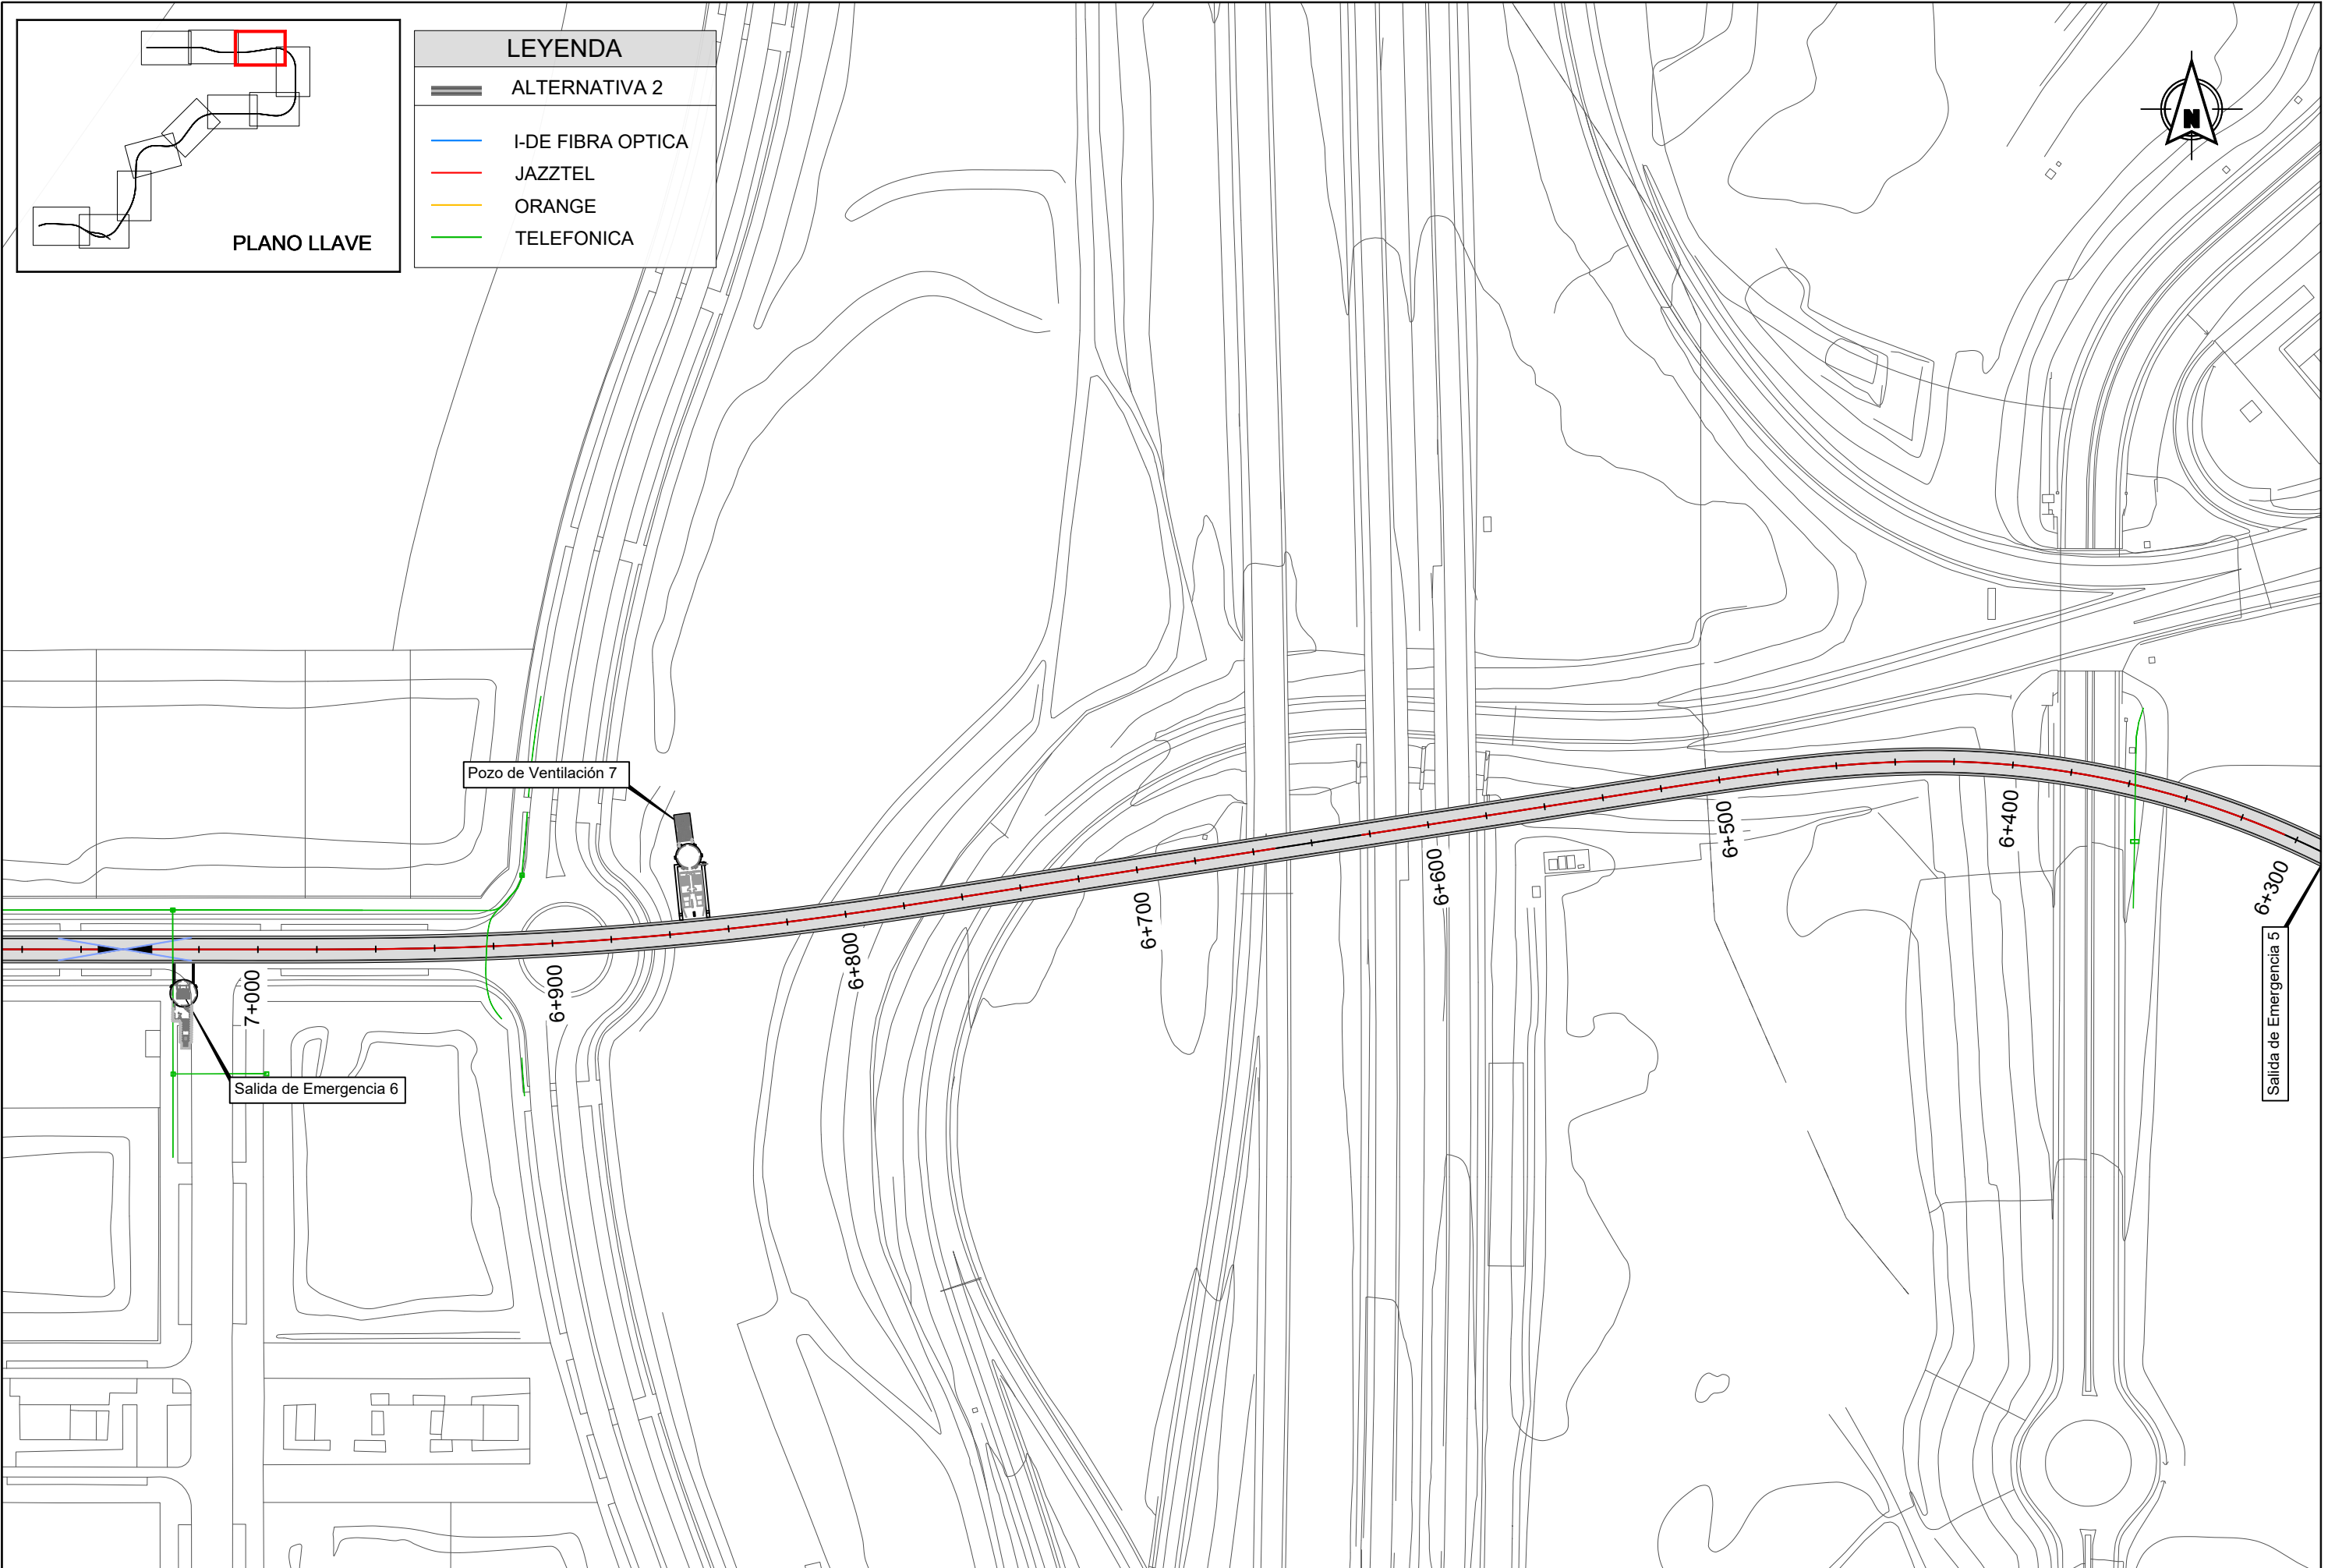 PLANO LLAVE
LEYENDA
ALTERNATIVA 2
I-DE FIBRA OPTICA
JAZZTEL
ORANGE
TELEFONICA
N
Pozo de Ventilación 7
Salida de Emergencia 6
Salida de Emergencia 5
7+000
6+900
6+800
6+700
6+600
6+500
6+400
6+300